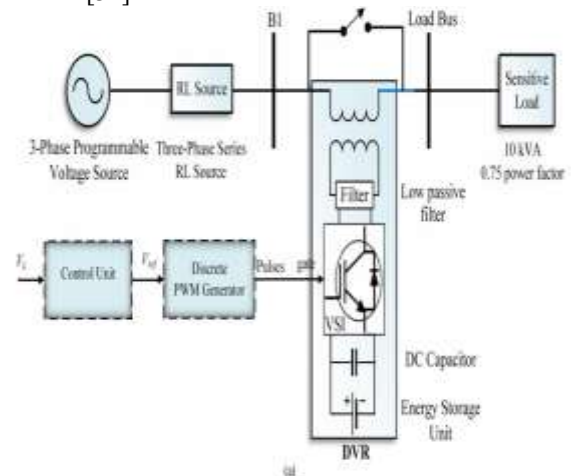 B1
Load Bus
RL Source
Sensitive
Load
3-Phase Programmable
Voltage Source
Three-Phase Series
RL Source
10 kVA
0.75 power factor
Filter
Low passive
filter
Control Unit
Discrete
PWM Generator
Pulses
VSI
DC Capacitor
+ -
Energy Storage
Unit
DVR
(a)